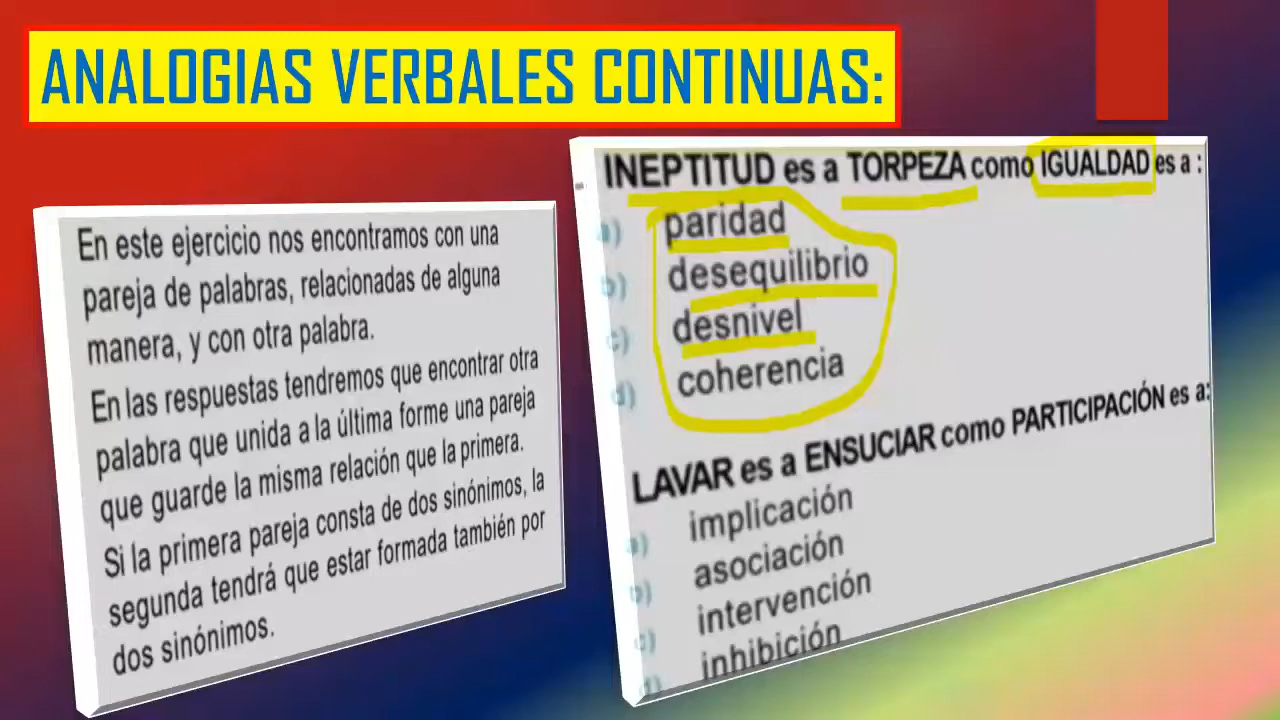 ANALOGIAS VERBALES CONTINUAS:
En este ejercicio nos encontramos con una
pareja de palabras, relacionadas de alguna
manera, y con otra palabra.
En las respuestas tendremos que encontrar otra
palabra que unida a la última forme una pareja
que guarde la misma relación que la primera.
Si la primera pareja consta de dos sinónimos, la
segunda tendrá que estar formada también por
dos sinónimos.
INEPTITUD es a TORPEZA como IGUALDAD es a :
a) paridad
b) desequilibrio
c) desnivel
d) coherencia
LAVAR es a ENSUCIAR como PARTICIPACIÓN es a:
a) implicación
b) asociación
c) intervención
d) inhibición